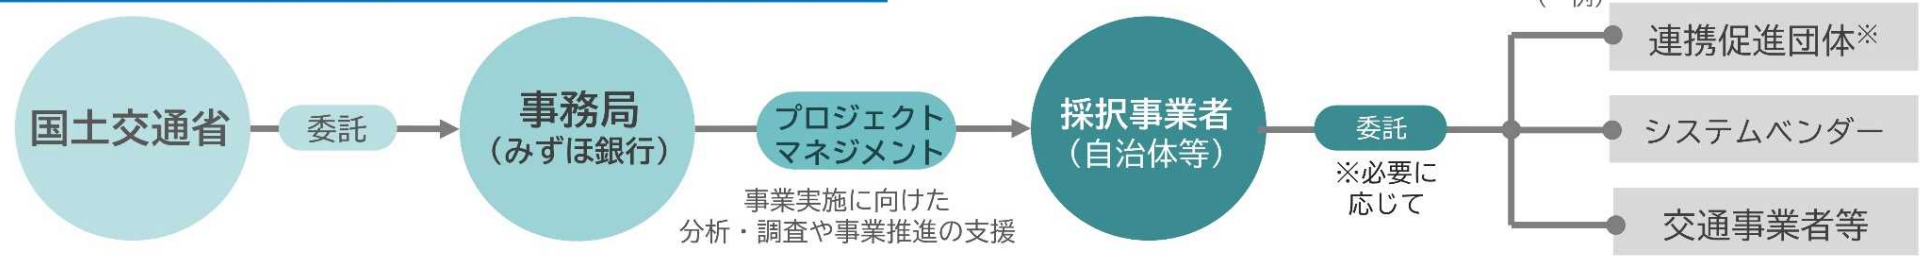 国土交通省
委託
事務局
（みずほ銀行）
プロジェクト
マネジメント
事業実施に向けた
分析・調査や事業推進の支援
採択事業者
（自治体等）
委託
※必要に
応じて
連携促進団体※
システムベンダー
交通事業者等